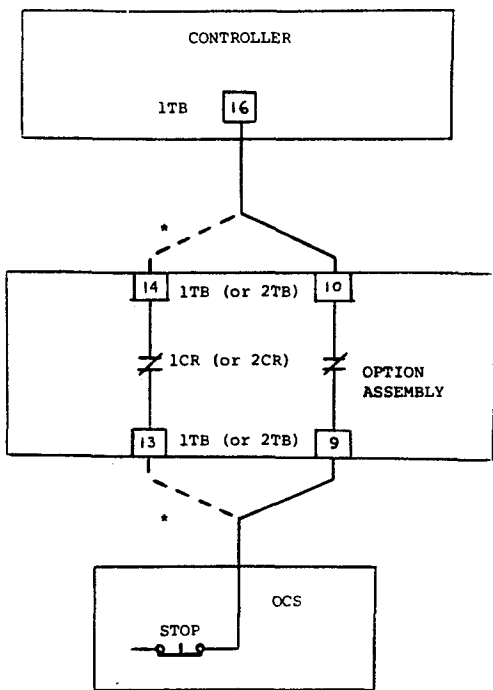 CONTROLLER
1TB 16
*
14 1TB (or 2TB) 10
1CR (or 2CR)
OPTION
ASSEMBLY
13 1TB (or 2TB) 9
*
OCS
STOP